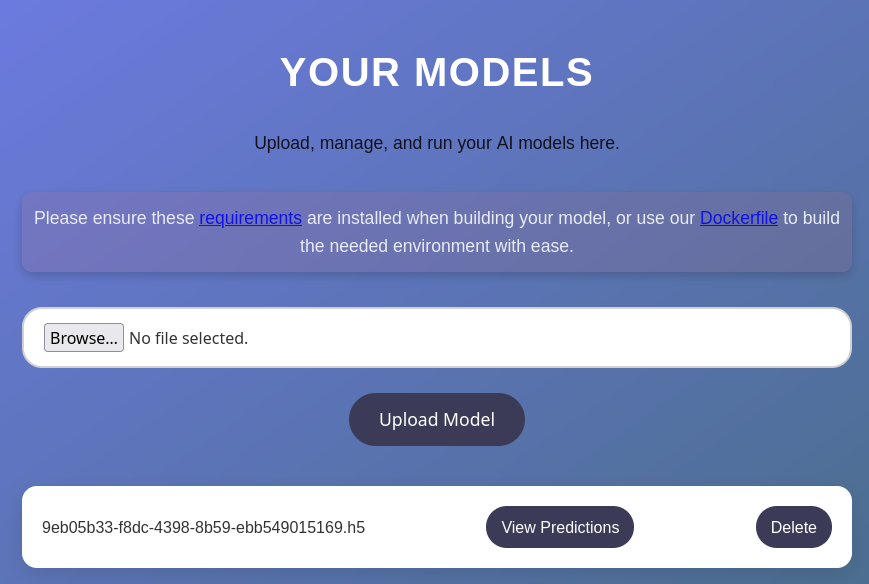 YOUR MODELS
Upload, manage, and run your AI models here.
Please ensure these requirements are installed when building your model, or use our Dockerfile to build
the needed environment with ease.
Browse... No file selected.
Upload Model
9eb05b33-f8dc-4398-8b59-ebb549015169.h5 View Predictions Delete